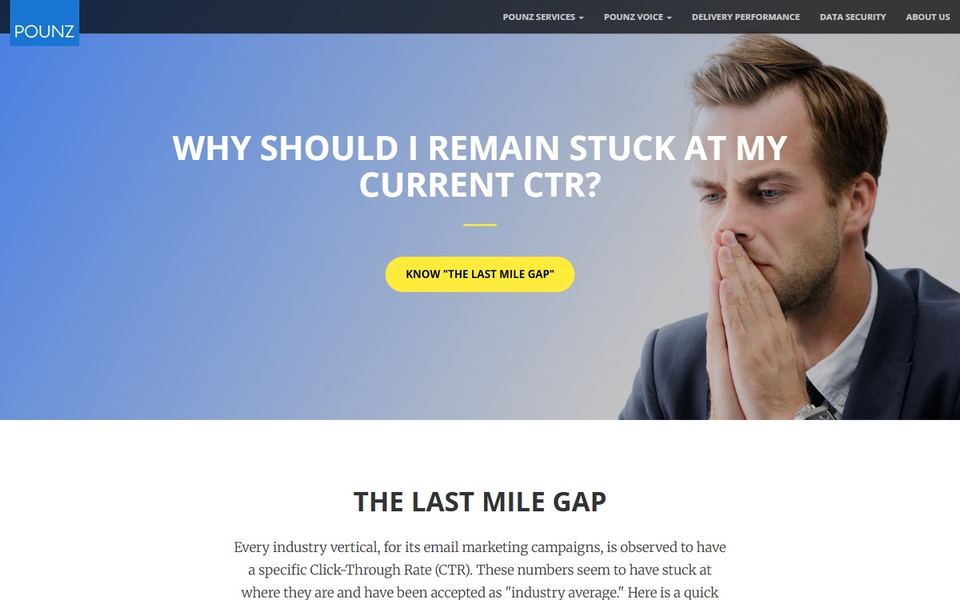 POUNZ
POUNZ SERVICES
POUNZ VOICE
DELIVERY PERFORMANCE
DATA SECURITY
ABOUT US
WHY SHOULD I REMAIN STUCK AT MY
CURRENT CTR?
KNOW "THE LAST MILE GAP"
THE LAST MILE GAP
Every industry vertical, for its email marketing campaigns, is observed to have
a specific Click-Through Rate (CTR). These numbers seem to have stuck at
where they are and have been accepted as "industry average." Here is a quick